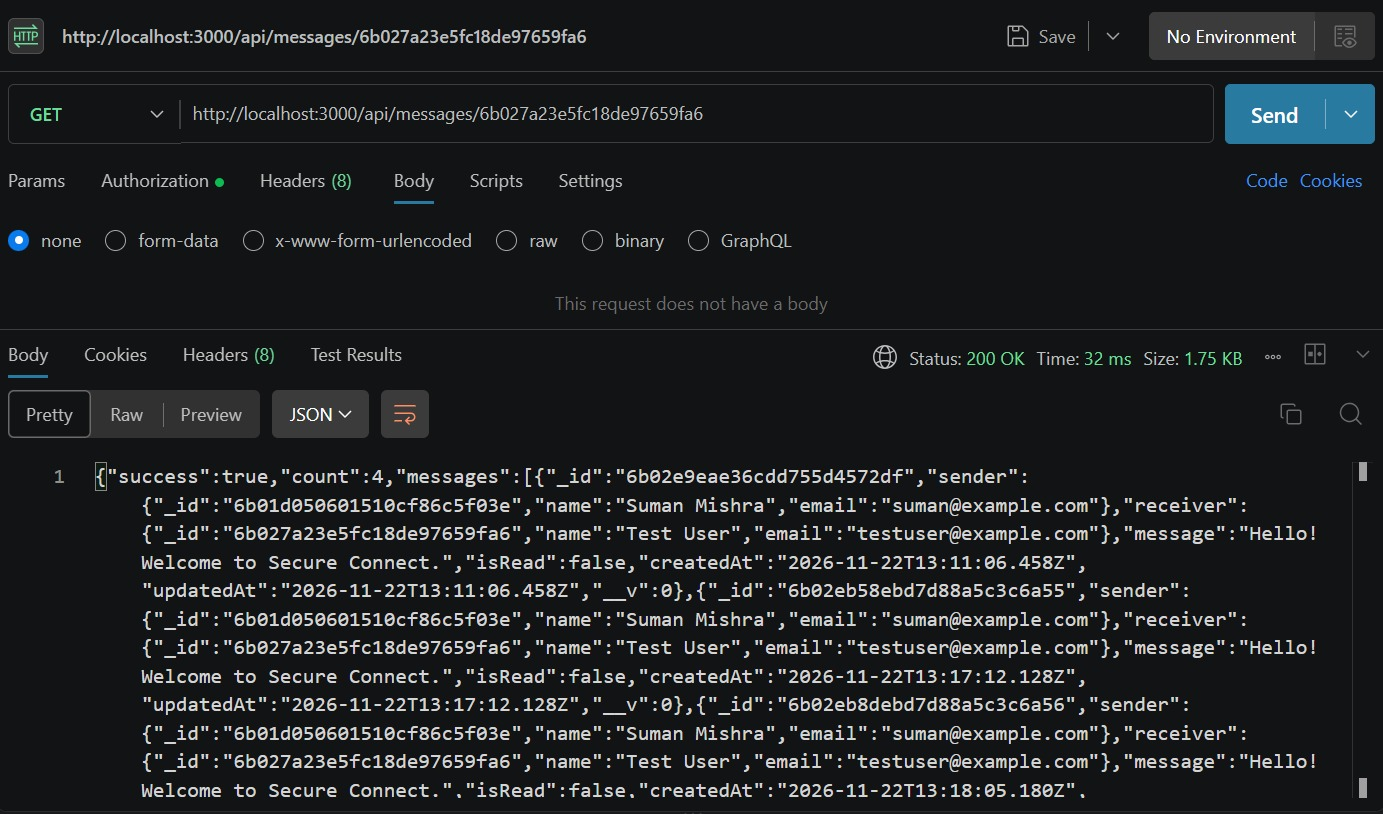 HTTP http://localhost:3000/api/messages/6b027a23e5fc18de97659fa6 Save No Environment
GET http://localhost:3000/api/messages/6b027a23e5fc18de97659fa6 Send
Params Authorization Headers (8) Body Scripts Settings Code Cookies
none form-data x-www-form-urlencoded raw binary GraphQL
This request does not have a body
Body Cookies Headers (8) Test Results Status: 200 OK Time: 32 ms Size: 1.75 KB
Pretty Raw Preview JSON
1 {"success":true,"count":4,"messages":[{"_id":"6b02e9eae36cdd755d4572df","sender":
{"_id":"6b01d050601510cf86c5f03e","name":"Suman Mishra","email":"suman@example.com"},"receiver":
{"_id":"6b027a23e5fc18de97659fa6","name":"Test User","email":"testuser@example.com"},"message":"Hello!
Welcome to Secure Connect.","isRead":false,"createdAt":"2026-11-22T13:11:06.458Z",
"updatedAt":"2026-11-22T13:11:06.458Z","__v":0},{"_id":"6b02eb58ebd7d88a5c3c6a55","sender":
{"_id":"6b01d050601510cf86c5f03e","name":"Suman Mishra","email":"suman@example.com"},"receiver":
{"_id":"6b027a23e5fc18de97659fa6","name":"Test User","email":"testuser@example.com"},"message":"Hello!
Welcome to Secure Connect.","isRead":false,"createdAt":"2026-11-22T13:17:12.128Z",
"updatedAt":"2026-11-22T13:17:12.128Z","__v":0},{"_id":"6b02eb8debd7d88a5c3c6a56","sender":
{"_id":"6b01d050601510cf86c5f03e","name":"Suman Mishra","email":"suman@example.com"},"receiver":
{"_id":"6b027a23e5fc18de97659fa6","name":"Test User","email":"testuser@example.com"},"message":"Hello!
Welcome to Secure Connect.","isRead":false,"createdAt":"2026-11-22T13:18:05.180Z",